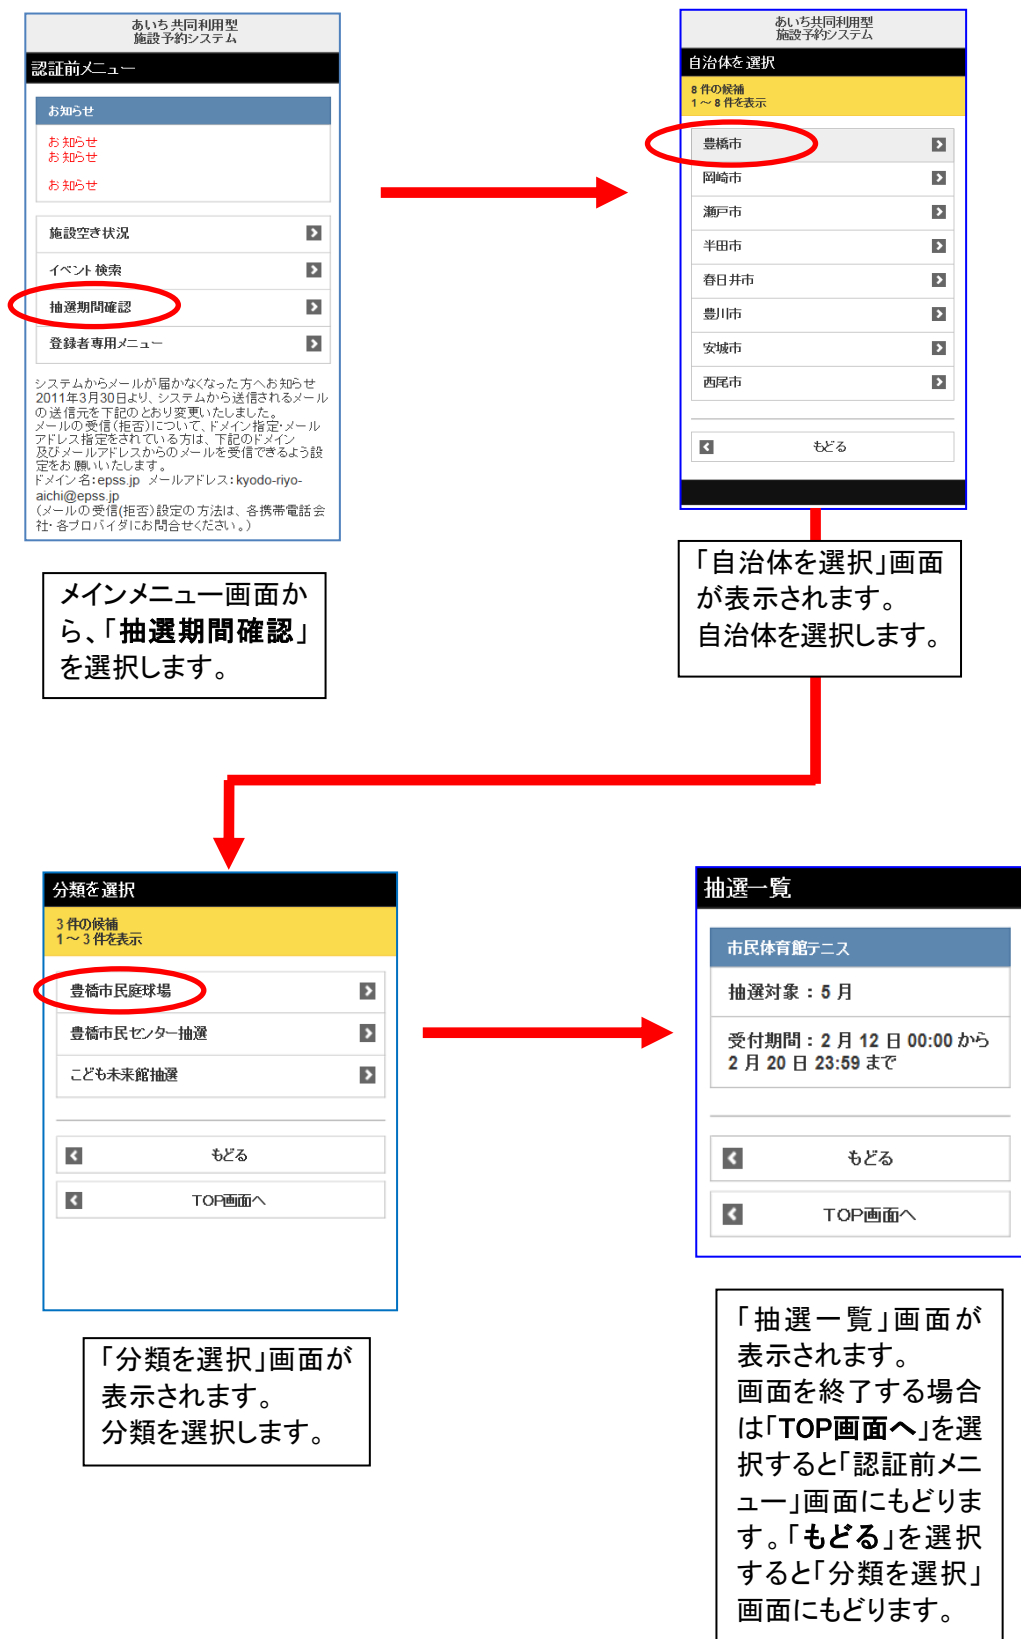 あいち共同利用型
施設予約システム
認証前メニュー
お知らせ
お知らせ
お知らせ
お知らせ
施設空き状況
イベント検索
抽選期間確認
登録者専用メニュー
システムからメールが届かなくなった方へお知らせ
2011年3月30日より、システムから送信されるメール
の送信元を下記のとおり変更いたしました。
メールの受信(拒否)について、ドメイン指定・メール
アドレス指定をされている方は、下記のドメイン
及びメールアドレスからのメールを受信できるよう設
定をお願いいたします。
ドメイン名:epss.jp メールアドレス:kyodo-riyo-
aichi@epss.jp
(メールの受信(拒否)設定の方法は、各携帯電話会
社・各プロバイダにお問合せください。)
メインメニュー画面か
ら、「抽選期間確認」
を選択します。
あいち共同利用型
施設予約システム
自治体を選択
8 件の候補
1 ～ 8 件を表示
豊橋市
岡崎市
瀬戸市
半田市
春日井市
豊川市
安城市
西尾市
もどる
「自治体を選択」画面
が表示されます。
自治体を選択します。
分類を選択
3 件の候補
1 ～ 3 件を表示
豊橋市民庭球場
豊橋市民センター抽選
こども未来館抽選
もどる
TOP画面へ
「分類を選択」画面が
表示されます。
分類を選択します。
抽選一覧
市民体育館テニス
抽選対象：5 月
受付期間：2 月 12 日 00:00 から
2 月 20 日 23:59 まで
もどる
TOP画面へ
「抽選一覧」画面が
表示されます。
画面を終了する場合
は「TOP画面へ」を選
択すると「認証前メニ
ュー」画面にもどりま
す。「もどる」を選択
すると「分類を選択」
画面にもどります。